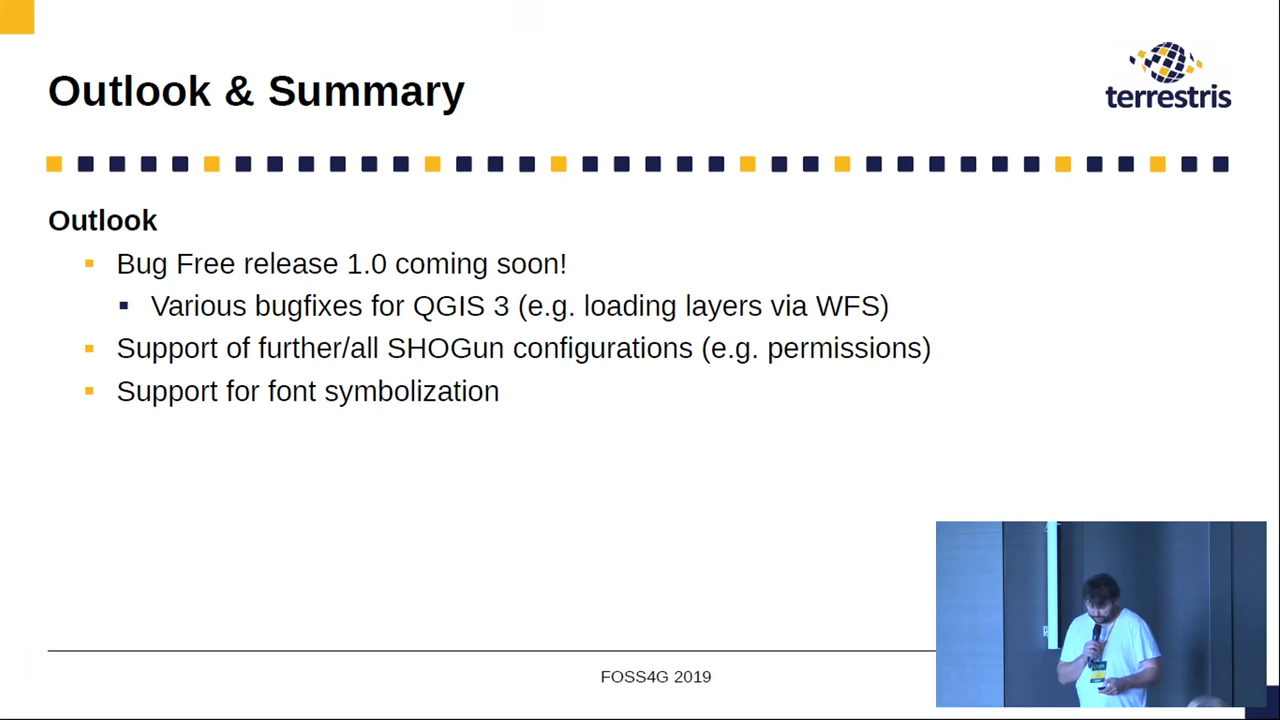 Outlook & Summary
terrestris
Outlook
Bug Free release 1.0 coming soon!
Various bugfixes for QGIS 3 (e.g. loading layers via WFS)
Support of further/all SHOGun configurations (e.g. permissions)
Support for font symbolization
FOSS4G 2019